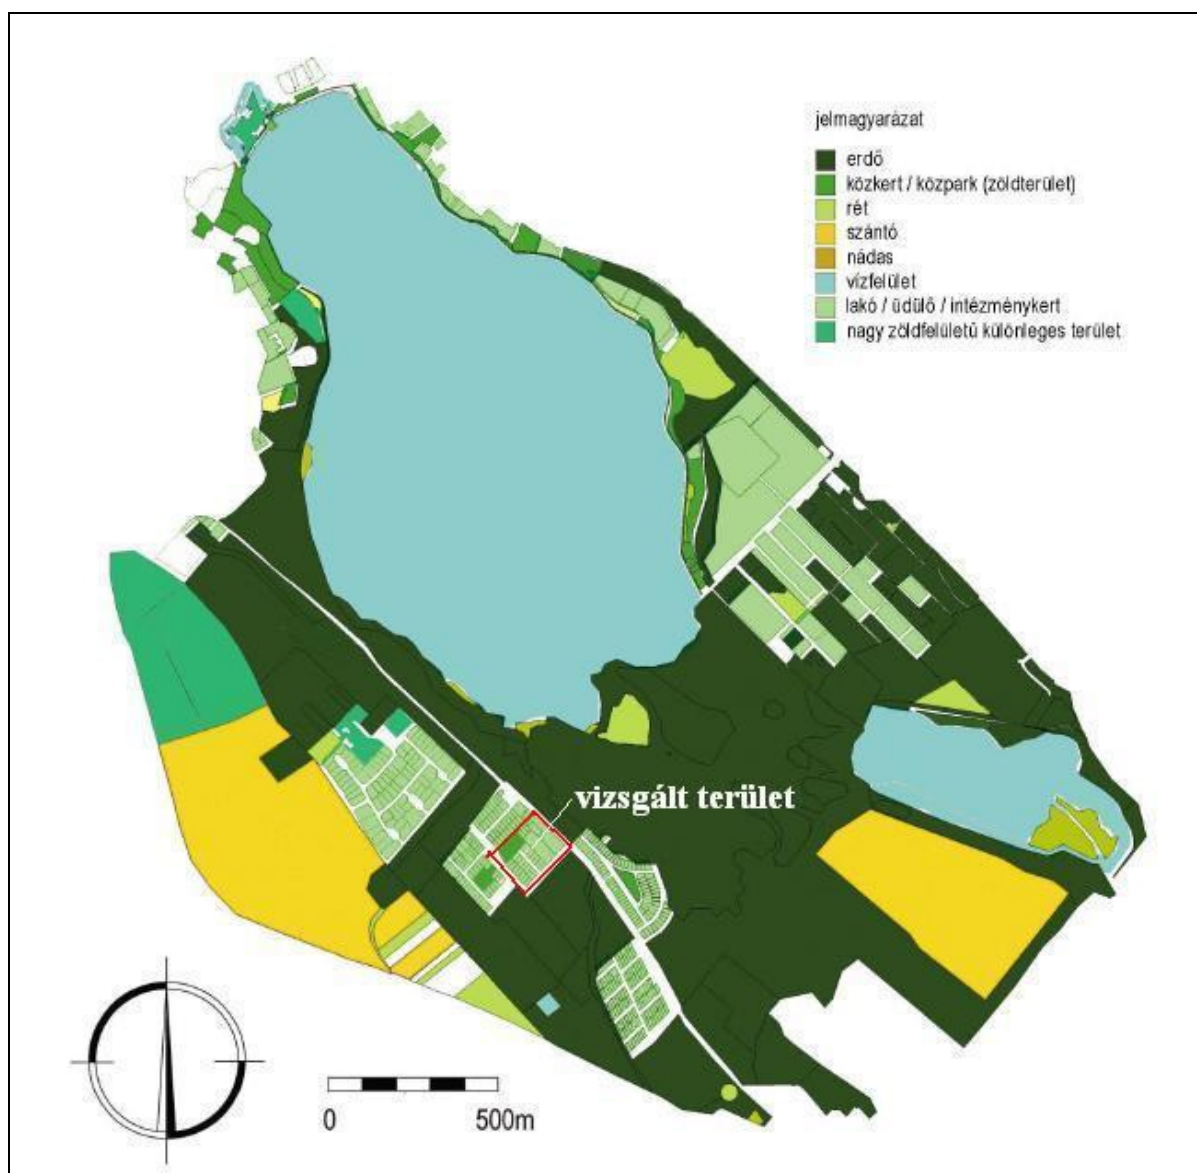 jelmagyarázat
erdő
közkert / közpark (zöldterület)
rét
szántó
nádas
vízfelület
lakó / üdülő / intézménykert
nagy zöldfelületű különleges terület
vizsgált terület
0 500m